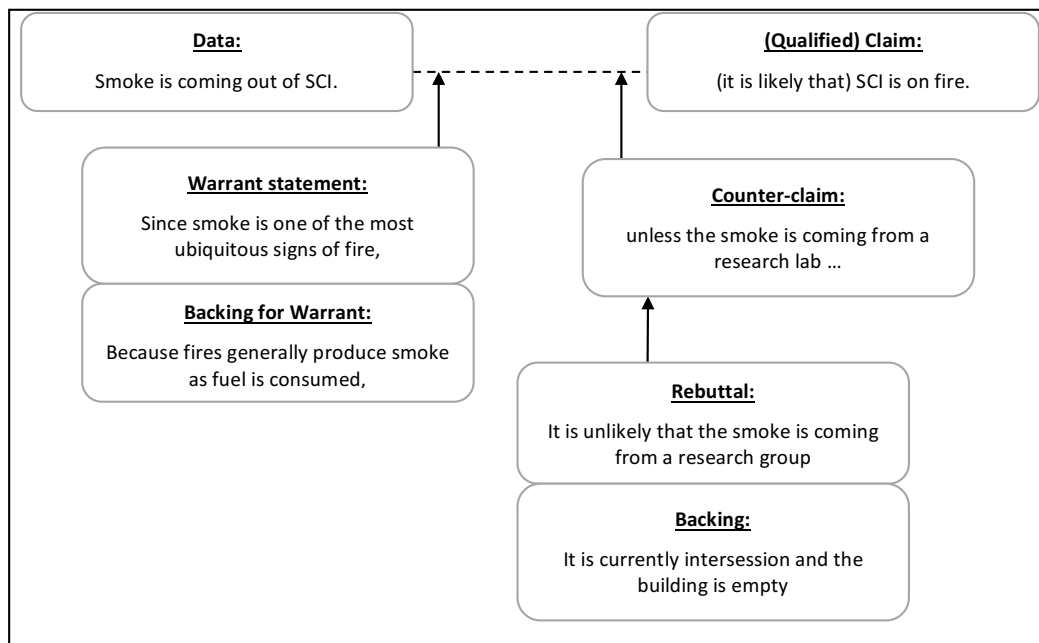 Data:
Smoke is coming out of SCI.
(Qualified) Claim:
(it is likely that) SCI is on fire.
Warrant statement:
Since smoke is one of the most
ubiquitous signs of fire,
Backing for Warrant:
Because fires generally produce smoke
as fuel is consumed,
Counter-claim:
unless the smoke is coming from a
research lab ...
Rebuttal:
It is unlikely that the smoke is coming
from a research group
Backing:
It is currently intersession and the
building is empty